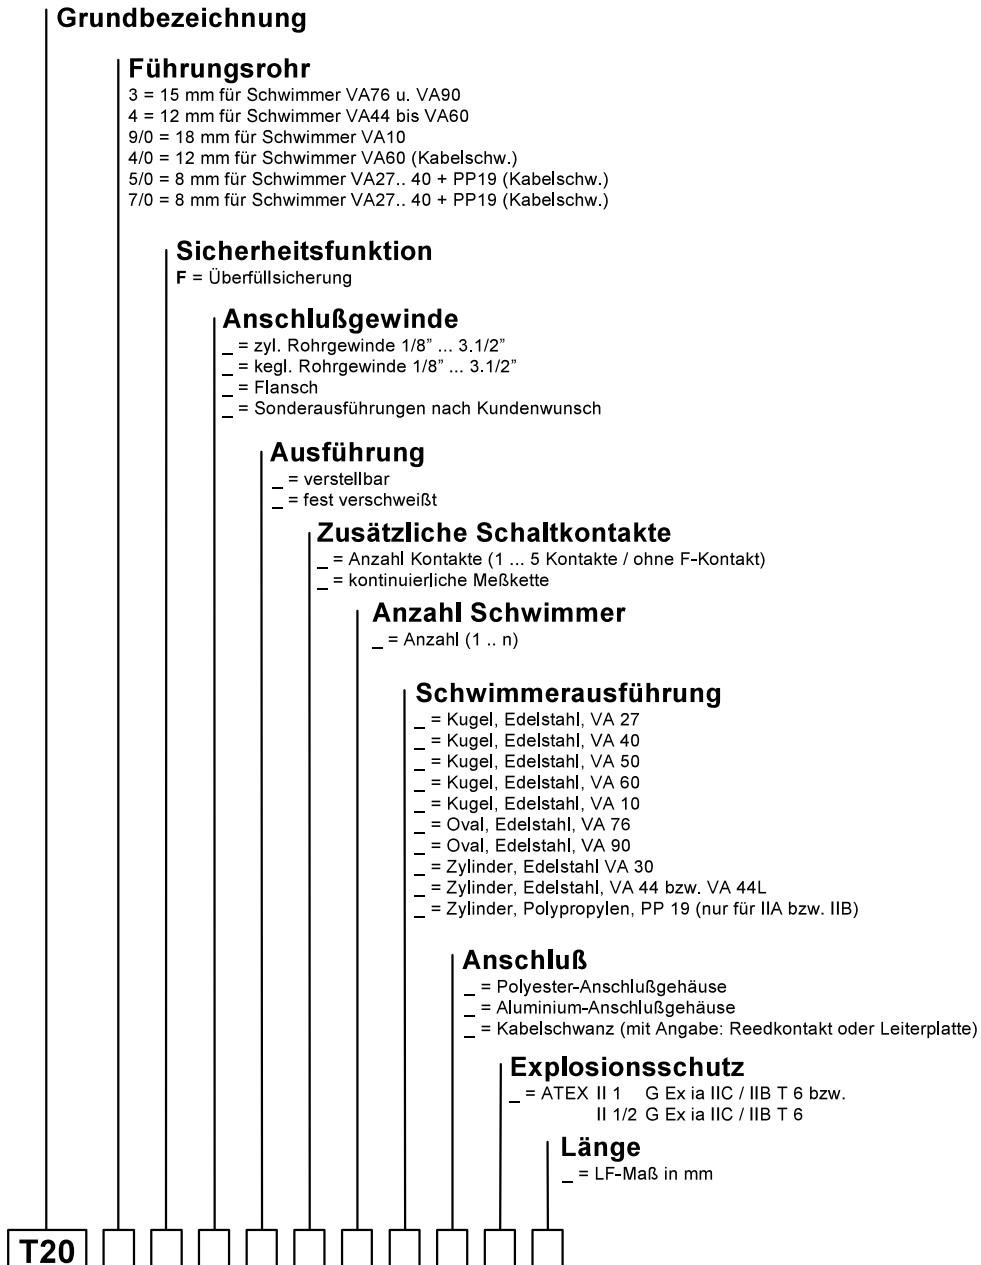 Grundbezeichnung
Führungsrohr
3 = 15 mm für Schwimmer VA76 u. VA90
4 = 12 mm für Schwimmer VA44 bis VA60
9/0 = 18 mm für Schwimmer VA10
4/0 = 12 mm für Schwimmer VA60 (Kabelschw.)
5/0 = 8 mm für Schwimmer VA27.. 40 + PP19 (Kabelschw.)
7/0 = 8 mm für Schwimmer VA27.. 40 + PP19 (Kabelschw.)
Sicherheitsfunktion
F = Überfüllsicherung
Anschlußgewinde
_ = zyl. Rohrgewinde 1/8” ... 3.1/2”
_ = kegl. Rohrgewinde 1/8” ... 3.1/2”
_ = Flansch
_ = Sonderausführungen nach Kundenwunsch
Ausführung
_ = verstellbar
_ = fest verschweißt
Zusätzliche Schaltkontakte
_ = Anzahl Kontakte (1 ... 5 Kontakte / ohne F-Kontakt)
_ = kontinuierliche Meßkette
Anzahl Schwimmer
_ = Anzahl (1 .. n)
Schwimmerausführung
_ = Kugel, Edelstahl, VA 27
_ = Kugel, Edelstahl, VA 40
_ = Kugel, Edelstahl, VA 50
_ = Kugel, Edelstahl, VA 60
_ = Kugel, Edelstahl, VA 10
_ = Oval, Edelstahl, VA 76
_ = Oval, Edelstahl, VA 90
_ = Zylinder, Edelstahl VA 30
_ = Zylinder, Edelstahl, VA 44 bzw. VA 44L
_ = Zylinder, Polypropylen, PP 19 (nur für IIA bzw. IIB)
Anschluß
_ = Polyester-Anschlußgehäuse
_ = Aluminium-Anschlußgehäuse
_ = Kabelschwanz (mit Angabe: Reedkontakt oder Leiterplatte)
Explosionsschutz
_ = ATEX II 1 G Ex ia IIC / IIB T 6 bzw.
II 1/2 G Ex ia IIC / IIB T 6
Länge
_ = LF-Maß in mm
T20